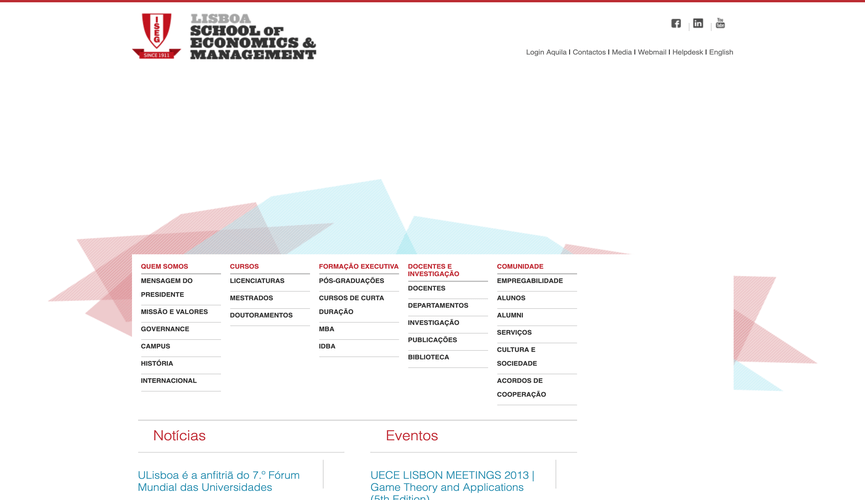 ISEG
SINCE 1911
LISBOA
SCHOOL OF
ECONOMICS &
MANAGEMENT
Login Aquila I Contactos I Media I Webmail I Helpdesk I English
QUEM SOMOS
MENSAGEM DO
PRESIDENTE
MISSÃO E VALORES
GOVERNANCE
CAMPUS
HISTÓRIA
INTERNACIONAL
CURSOS
LICENCIATURAS
MESTRADOS
DOUTORAMENTOS
FORMAÇÃO EXECUTIVA
PÓS-GRADUAÇÕES
CURSOS DE CURTA
DURAÇÃO
MBA
IDBA
DOCENTES E
INVESTIGAÇÃO
DOCENTES
DEPARTAMENTOS
INVESTIGAÇÃO
PUBLICAÇÕES
BIBLIOTECA
COMUNIDADE
EMPREGABILIDADE
ALUNOS
ALUMNI
SERVIÇOS
CULTURA E
SOCIEDADE
ACORDOS DE
COOPERAÇÃO
Notícias
ULisboa é a anfitriã do 7.º Fórum
Mundial das Universidades
Eventos
UECE LISBON MEETINGS 2013 |
Game Theory and Applications
(5th Edition)